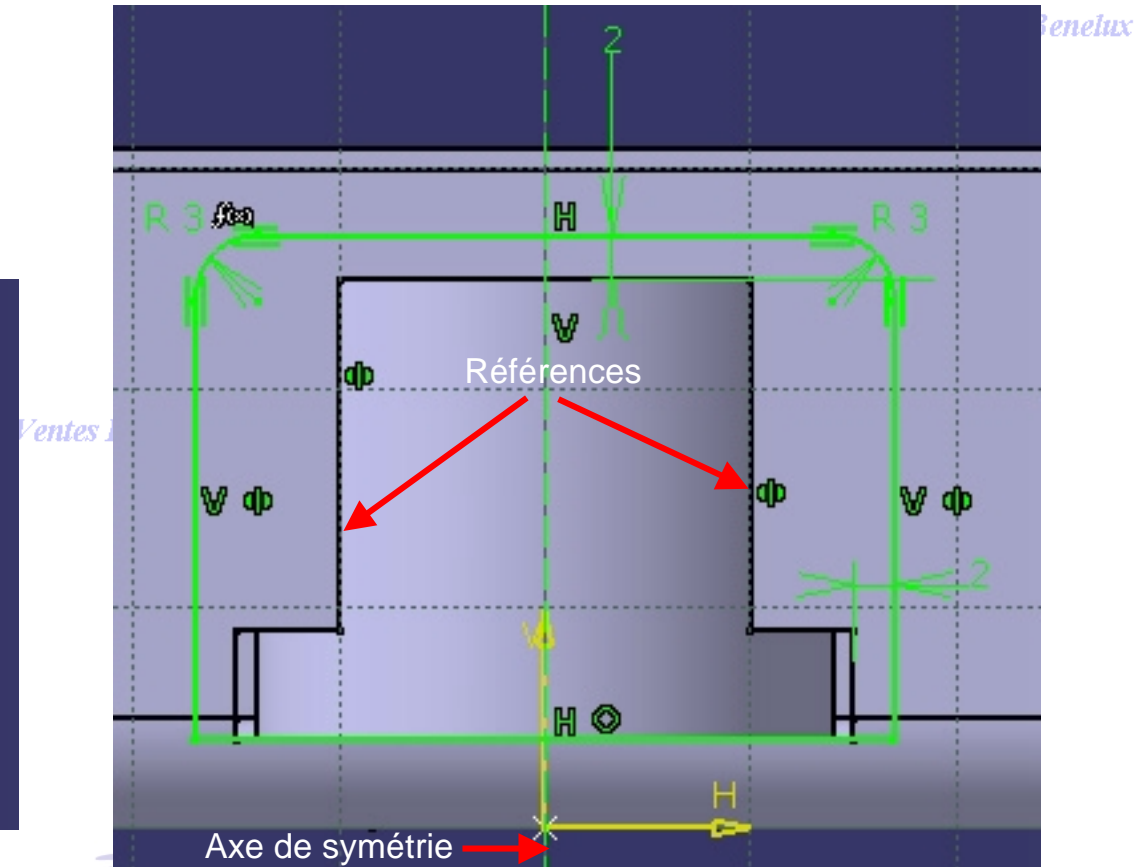 Benelux
2
R 3 f(x) H R 3
V
Références
Ventes
V V
2
V
H
H
Axe de symétrie